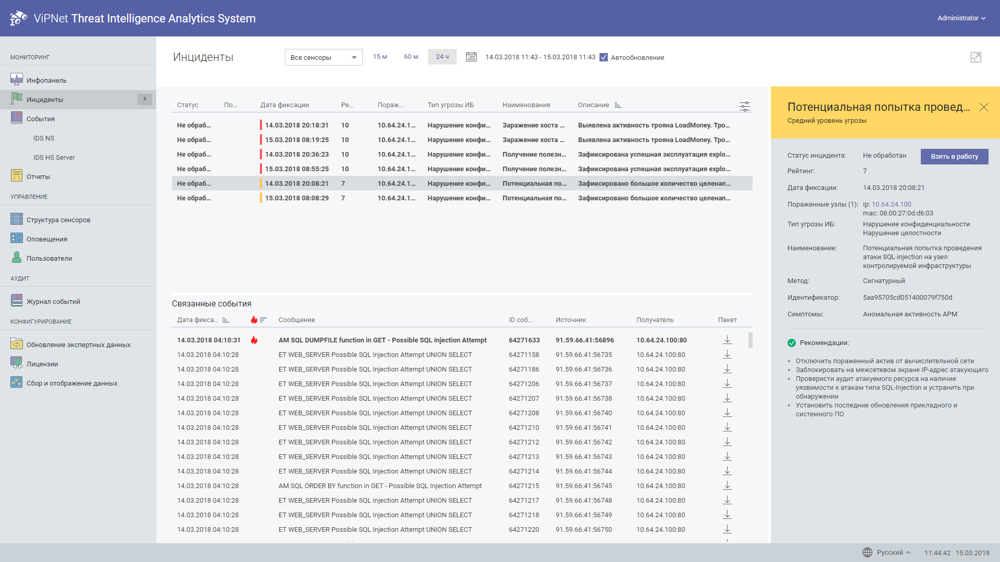 ViPNet Threat Intelligence Analytics System
Administrator
МОНИТОРИНГ
Инфопанель
Инциденты 6
События
IDS NS
IDS HS Server
Отчеты
УПРАВЛЕНИЕ
Структура сенсоров
Оповещения
Пользователи
АУДИТ
Журнал событий
КОНФИГУРИРОВАНИЕ
Обновление экспертных данных
Лицензии
Сбор и отображение данных
Инциденты Все сенсоры 15 м 60 м 24 ч 14.03.2018 11:43 - 15.03.2018 11:43 Автообновление
Статус По... Дата фиксации Ре... Пораж... Тип угрозы ИБ Наименование Описание
Не обраб... 14.03.2018 20:18:31 10 10.64.24.1... Нарушение конфи... Заражение хоста ... Выявлена активность трояна LoadMoney. Тро...
Не обраб... 15.03.2018 08:19:25 10 10.64.24.1... Нарушение конфи... Заражение хоста ... Выявлена активность трояна LoadMoney. Тро...
Не обраб... 14.03.2018 20:36:23 10 10.64.24.1... Нарушение конфи... Получение полезн... Зафиксирована успешная эксплуатация explo...
Не обраб... 15.03.2018 08:55:25 10 10.64.24.1... Нарушение конфи... Получение полезн... Зафиксирована успешная эксплуатация explo...
Не обраб... 14.03.2018 20:08:21 7 10.64.24.1... Нарушение конфи... Потенциальная по... Зафиксировано большое количество целенап...
Не обраб... 15.03.2018 08:08:29 7 10.64.24.1... Нарушение конфи... Потенциальная по... Зафиксировано большое количество целенап...
Связанные события
Дата фикса... Сообщение ID соб... Источник Получатель Пакет
14.03.2018 04:10:31 AM SQL DUMPFILE function in GET - Possible SQL Injection Attempt 64271633 91.59.66.41:56896 10.64.24.100:80
14.03.2018 04:10:28 ET WEB_SERVER Possible SQL Injection Attempt UNION SELECT 64271158 91.59.66.41:56735 10.64.24.100:80
14.03.2018 04:10:28 ET WEB_SERVER Possible SQL Injection Attempt UNION SELECT 64271186 91.59.66.41:56736 10.64.24.100:80
14.03.2018 04:10:28 ET WEB_SERVER Possible SQL Injection Attempt UNION SELECT 64271206 91.59.66.41:56737 10.64.24.100:80
14.03.2018 04:10:28 ET WEB_SERVER Possible SQL Injection Attempt UNION SELECT 64271207 91.59.66.41:56738 10.64.24.100:80
14.03.2018 04:10:28 ET WEB_SERVER Possible SQL Injection Attempt UNION SELECT 64271208 91.59.66.41:56740 10.64.24.100:80
14.03.2018 04:10:28 ET WEB_SERVER Possible SQL Injection Attempt UNION SELECT 64271210 91.59.66.41:56741 10.64.24.100:80
14.03.2018 04:10:28 ET WEB_SERVER Possible SQL Injection Attempt UNION SELECT 64271212 91.59.66.41:56742 10.64.24.100:80
14.03.2018 04:10:28 ET WEB_SERVER Possible SQL Injection Attempt UNION SELECT 64271213 91.59.66.41:56743 10.64.24.100:80
14.03.2018 04:10:28 ET WEB_SERVER Possible SQL Injection Attempt UNION SELECT 64271214 91.59.66.41:56744 10.64.24.100:80
14.03.2018 04:10:28 AM SQL ORDER BY function in GET - Possible SQL Injection Attempt 64271215 91.59.66.41:56745 10.64.24.100:80
14.03.2018 04:10:28 ET WEB_SERVER Possible SQL Injection Attempt UNION SELECT 64271217 91.59.66.41:56748 10.64.24.100:80
14.03.2018 04:10:28 ET WEB_SERVER Possible SQL Injection Attempt UNION SELECT 64271218 91.59.66.41:56749 10.64.24.100:80
14.03.2018 04:10:28 ET WEB_SERVER Possible SQL Injection Attempt UNION SELECT 64271220 91.59.66.41:56750 10.64.24.100:80
Потенциальная попытка провед...
Средний уровень угрозы
Статус инцидента: Не обработан Взять в работу
Рейтинг: 7
Дата фиксации: 14.03.2018 20:08:21
Пораженные узлы (1): ip: 10.64.24.100
mac: 08:00:27:0d:d6:03
Тип угрозы ИБ: Нарушение конфиденциальности
Нарушение целостности
Наименование: Потенциальная попытка проведения
атаки SQL-injection на узел
контролируемой инфраструктуры
Метод: Сигнатурный
Идентификатор: 5aa95705cd051400079f750d
Симптомы: Аномальная активность АРМ
Рекомендации:
• Отключить пораженный актив от вычислительной сети
• Заблокировать на межсетевом экране IP-адрес атакующего
• Проверисти аудит атакуемого ресурса на наличие
уязвимости к атакам типа SQL-Injection и устранить при
обнаружении
• Установить последние обновления прикладного и
системного ПО
Русский 11:44:42 15.03.2018